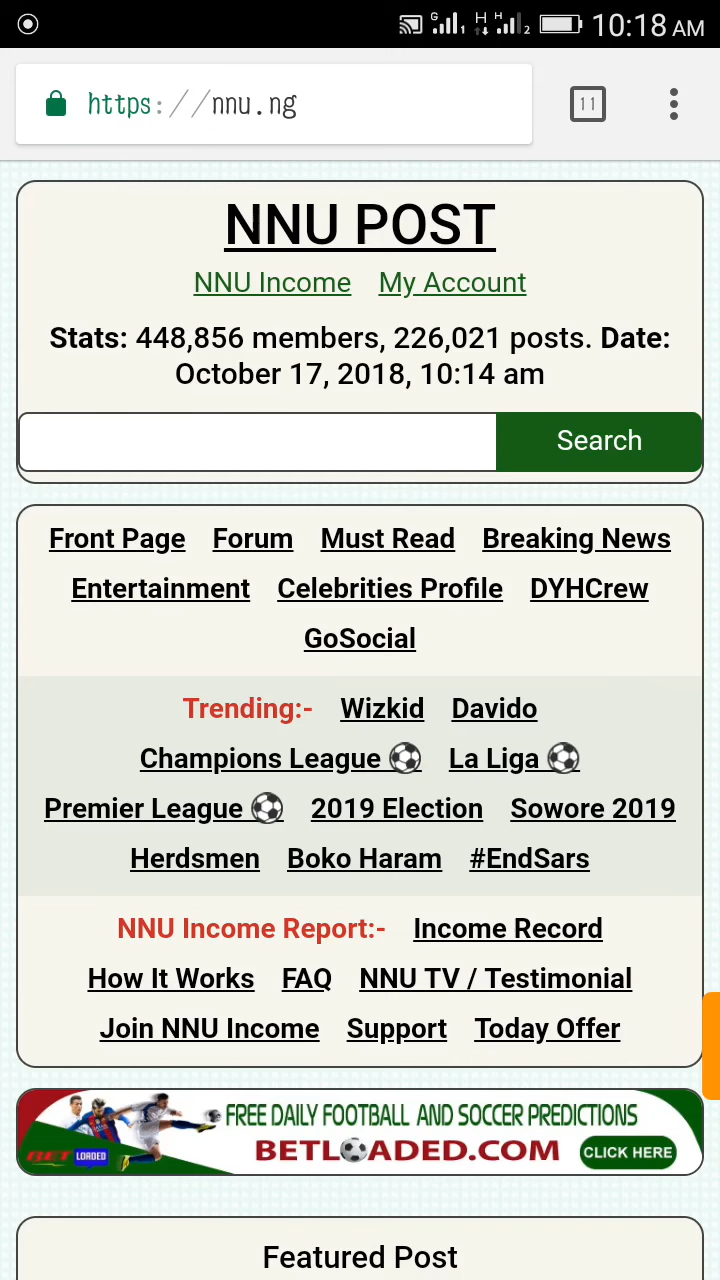 G 1 H H 2 10:18 AM
https://nnu.ng 11
NNU POST
NNU Income My Account
Stats: 448,856 members, 226,021 posts. Date:
October 17, 2018, 10:14 am
Search
Front Page Forum Must Read Breaking News
Entertainment Celebrities Profile DYHCrew
GoSocial
Trending:- Wizkid Davido
Champions League ⚽ La Liga ⚽
Premier League ⚽ 2019 Election Sowore 2019
Herdsmen Boko Haram #EndSars
NNU Income Report:- Income Record
How It Works FAQ NNU TV / Testimonial
Join NNU Income Support Today Offer
FREE DAILY FOOTBALL AND SOCCER PREDICTIONS
BETLOADED.COM CLICK HERE
BET LOADED
Featured Post